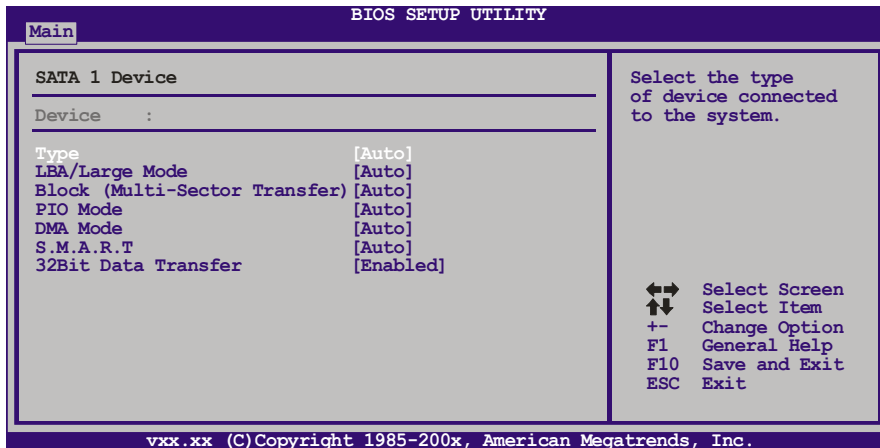 BIOS SETUP UTILITY
Main
SATA 1 Device
Device :
Type [Auto]
LBA/Large Mode [Auto]
Block (Multi-Sector Transfer) [Auto]
PIO Mode [Auto]
DMA Mode [Auto]
S.M.A.R.T [Auto]
32Bit Data Transfer [Enabled]
Select the type
of device connected
to the system.
Select Screen
Select Item
+- Change Option
F1 General Help
F10 Save and Exit
ESC Exit
vxx.xx (C)Copyright 1985-200x, American Megatrends, Inc.